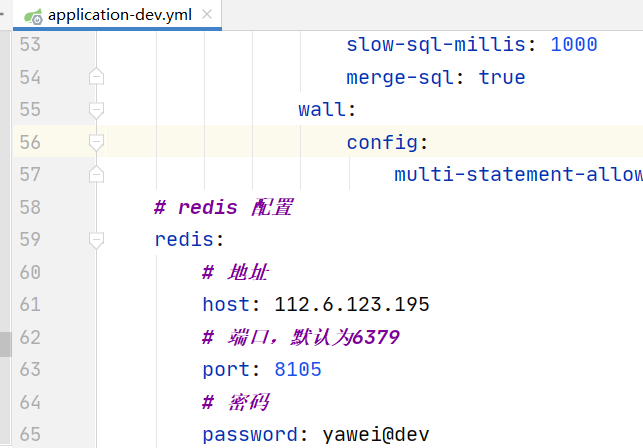 application-dev.yml
53 slow-sql-millis: 1000
54 merge-sql: true
55 wall:
56 config:
57 multi-statement-allow
58 # redis 配置
59 redis:
60 # 地址
61 host: 112.6.123.195
62 # 端口，默认为6379
63 port: 8105
64 # 密码
65 password: yawei@dev